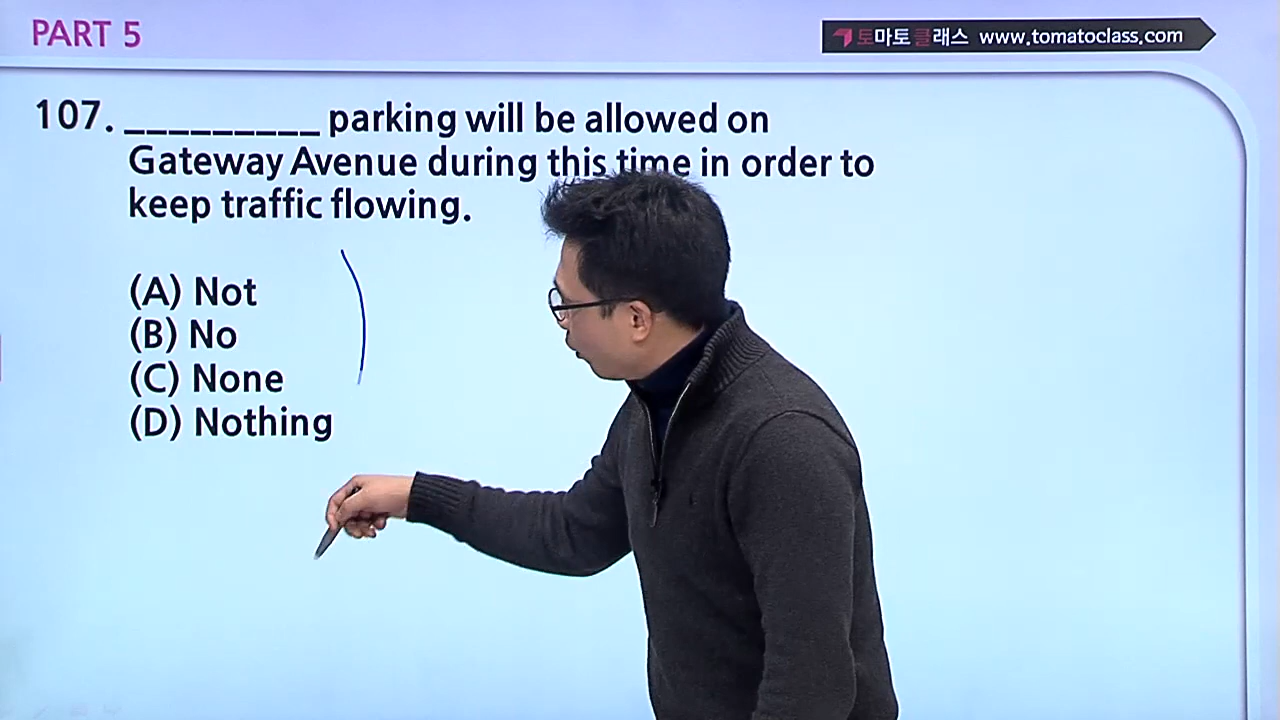 PART 5
토마토클래스 www.tomatoclass.com
107. _________ parking will be allowed on
Gateway Avenue during this time in order to
keep traffic flowing.
(A) Not
(B) No
(C) None
(D) Nothing